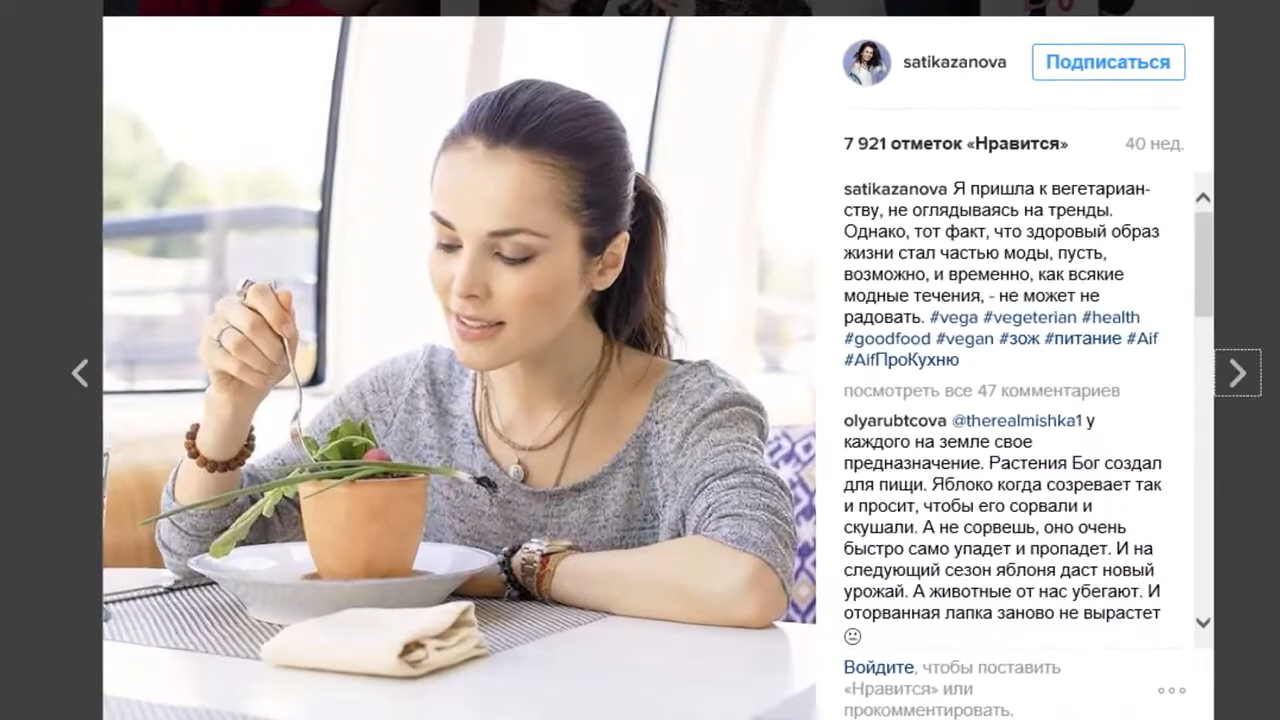 satikazanova
Подписаться
7 921 отметок «Нравится»
40 нед.
satikazanova Я пришла к вегетариан-
ству, не оглядываясь на тренды.
Однако, тот факт, что здоровый образ
жизни стал частью моды, пусть,
возможно, и временно, как всякие
модные течения, - не может не
радовать. #vega #vegeterian #health
#goodfood #vegan #зож #питание #Aif
#AifПроКухню
посмотреть все 47 комментариев
olyarubtcova @therealmishka1 у
каждого на земле свое
предназначение. Растения Бог создал
для пищи. Яблоко когда созревает так
и просит, чтобы его сорвали и
скушали. А не сорвешь, оно очень
быстро само упадет и пропадет. И на
следующий сезон яблоня даст новый
урожай. А животные от нас убегают. И
оторванная лапка заново не вырастет
😐
Войдите, чтобы поставить
«Нравится» или
прокомментировать.